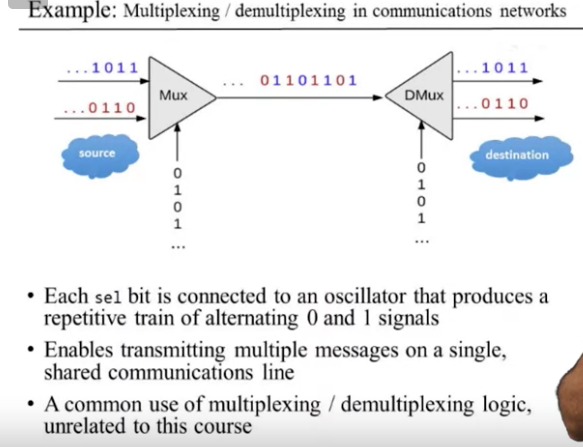 Example: Multiplexing / demultiplexing in communications networks
...1011
...0110
Mux
... 01101101
DMux
...1011
...0110
source
destination
0
1
0
1
...
0
1
0
1
...
• Each sel bit is connected to an oscillator that produces a
repetitive train of alternating 0 and 1 signals
• Enables transmitting multiple messages on a single,
shared communications line
• A common use of multiplexing / demultiplexing logic,
unrelated to this course